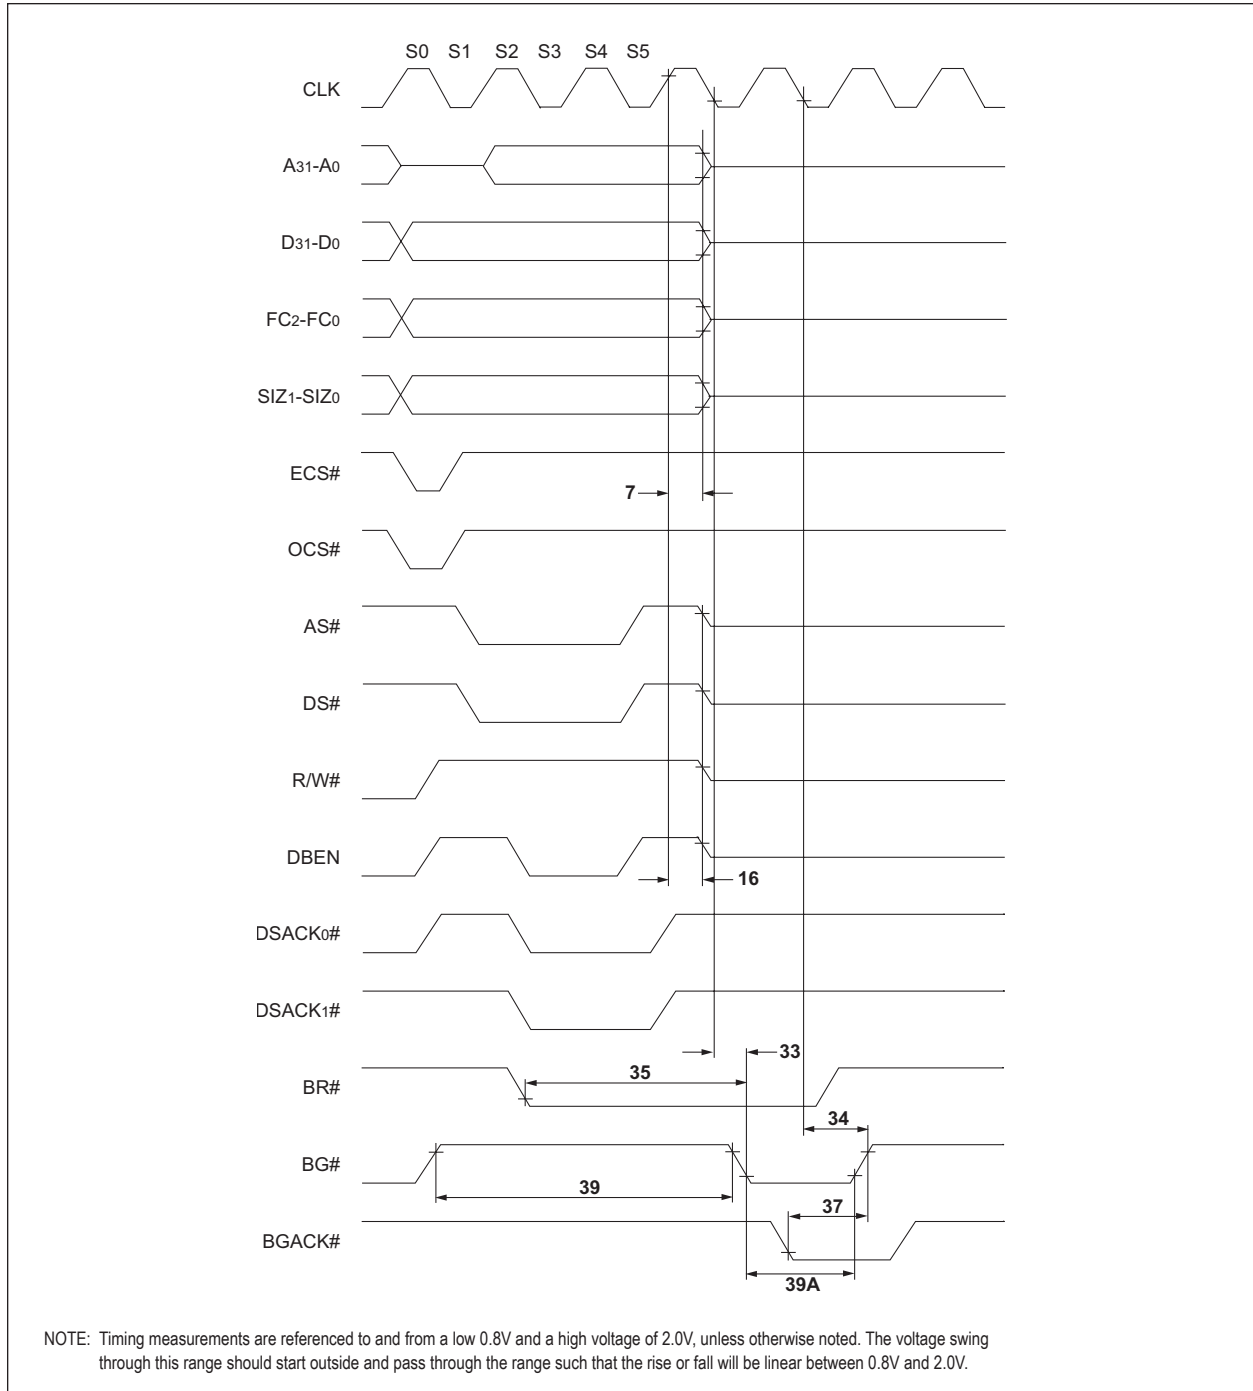 S0 S1 S2 S3 S4 S5
CLK
A31-A0
D31-D0
FC2-FC0
SIZ1-SIZ0
ECS#
7
OCS#
AS#
DS#
R/W#
DBEN
16
DSACK0#
DSACK1#
33
35
BR#
34
BG#
39
37
BGACK#
39A
NOTE: Timing measurements are referenced to and from a low 0.8V and a high voltage of 2.0V, unless otherwise noted. The voltage swing
through this range should start outside and pass through the range such that the rise or fall will be linear between 0.8V and 2.0V.